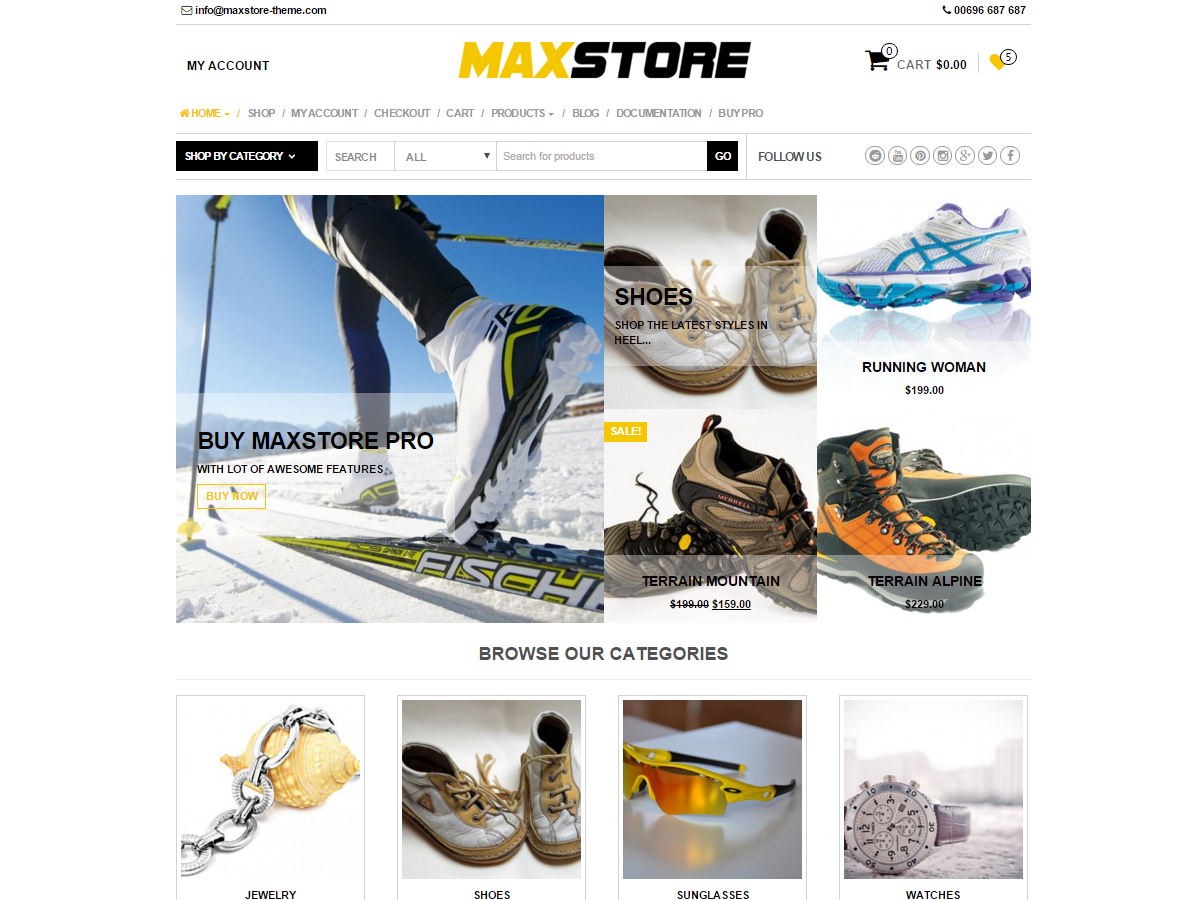 info@maxstore-theme.com
00696 687 687
MY ACCOUNT
MAXSTORE
0
CART $0.00
5
HOME / SHOP / MY ACCOUNT / CHECKOUT / CART / PRODUCTS / BLOG / DOCUMENTATION / BUY PRO
SHOP BY CATEGORY
SEARCH
ALL
Search for products
GO
FOLLOW US
BUY MAXSTORE PRO
WITH LOT OF AWESOME FEATURES
BUY NOW
FISCHE
SHOES
SHOP THE LATEST STYLES IN
HEEL...
RUNNING WOMAN
$199.00
SALE!
MERRELL
TERRAIN MOUNTAIN
$199.00 $159.00
TERRAIN ALPINE
$229.00
BROWSE OUR CATEGORIES
JEWELRY
SHOES
SUNGLASSES
WATCHES